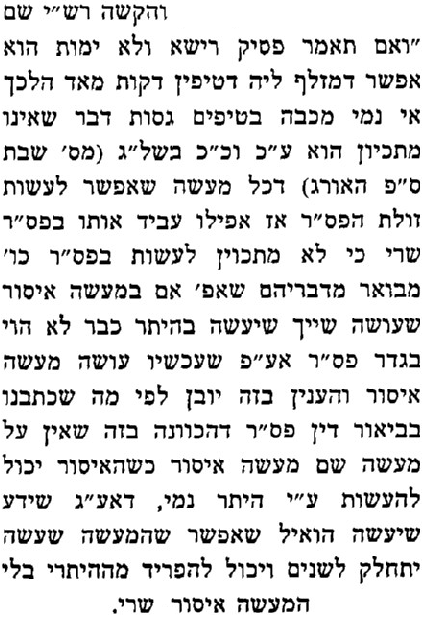 והקשה רש״י שם
״ואם תאמר פסיק רישא ולא ימות הוא
אפשר דמזלף ליה דטיפין דקות מאד הלכך
אי נמי מכבה בטיפים גסות דבר שאינו
מתכיון הוא ע״כ וכ״כ בשל״ג (מס׳ שבת
ס״פ האורג) דכל מעשה שאפשר לעשות
זולת הפס״ר אז אפילו עביד אותו בפס״ר
שרי כי לא מתכוין לעשות בפס״ר כו׳
מבואר מדבריהם שאפ׳ אם במעשה איסור
שעושה שייך שיעשה בהיתר כבר לא הוי
בגדר פס״ר אע״פ שעכשיו עושה מעשה
איסור והענין בזה יובן לפי מה שכתבנו
בביאור דין פס״ר דהכוונה בזה שאין על
מעשה שם מעשה איסור כשהאיסור יכול
להעשות ע״י היתר נמי, דאע״ג שידע
שיעשה הואיל שאפשר שהמעשה שעשה
יתחלק לשנים ויכול להפריד מההיתרי בלי
המעשה איסור שרי.